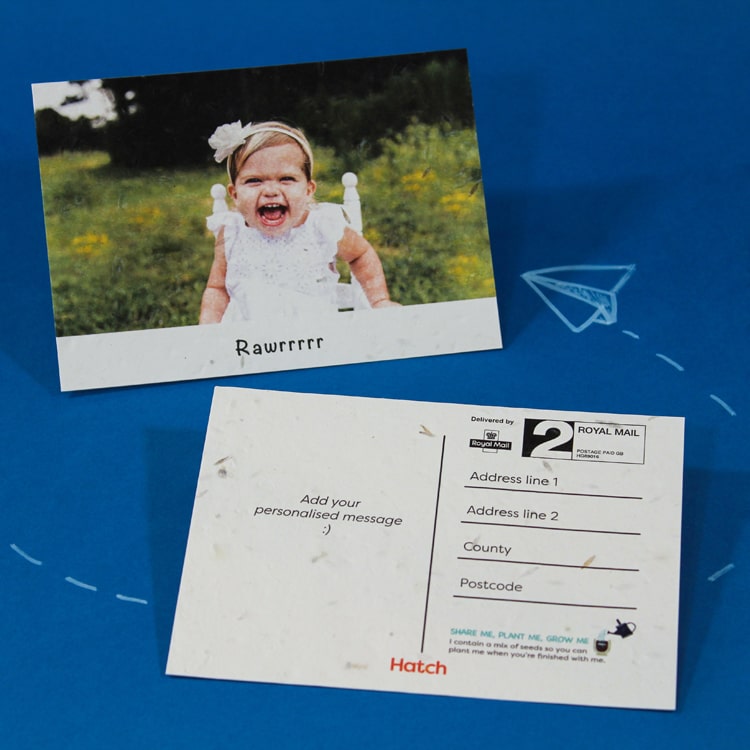 Rawrrrrr
Delivered by
Royal Mail
2
ROYAL MAIL
POSTAGE PAID GB
HQ89016
Add your
personalised message
:)
Address line 1
Address line 2
County
Postcode
SHARE ME, PLANT ME, GROW ME
I contain a mix of seeds so you can
plant me when you're finished with me.
Hatch